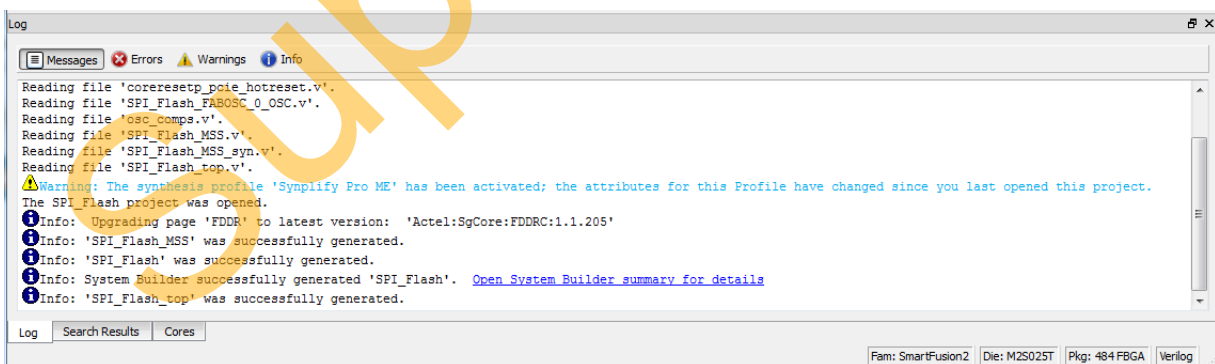 Log
Messages Errors Warnings Info
Reading file 'coreresetp_pcie_hotreset.v'.
Reading file 'SPI_Flash_FABOSC_0_OSC.v'.
Reading file 'osc_comps.v'.
Reading file 'SPI_Flash_MSS.v'.
Reading file 'SPI_Flash_MSS_syn.v'.
Reading file 'SPI_Flash_top.v'.
Warning: The synthesis profile 'Synplify Pro ME' has been activated; the attributes for this Profile have changed since you last opened this project.
The SPI_Flash project was opened.
Info: Upgrading page 'FDDR' to latest version: 'Actel:SgCore:FDDRC:1.1.205'
Info: 'SPI_Flash_MSS' was successfully generated.
Info: 'SPI_Flash' was successfully generated.
Info: System Builder successfully generated 'SPI_Flash'. Open System Builder summary for details
Info: 'SPI_Flash_top' was successfully generated.
Log Search Results Cores
Fam: SmartFusion2 Die: M2S025T Pkg: 484 FBGA Verilog